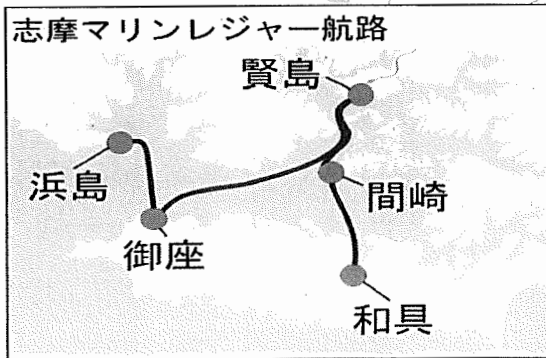 志摩マリンレジャー航路
賢島
浜島
間崎
御座
和具